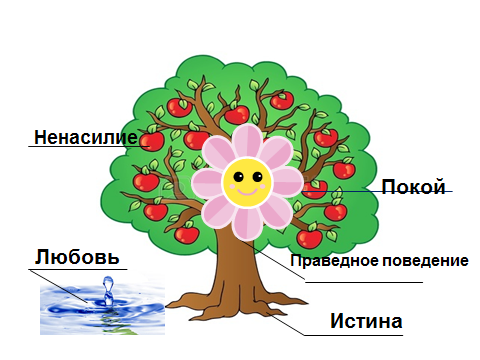 Ненасилие
Покой
Любовь
Праведное поведение
Истина